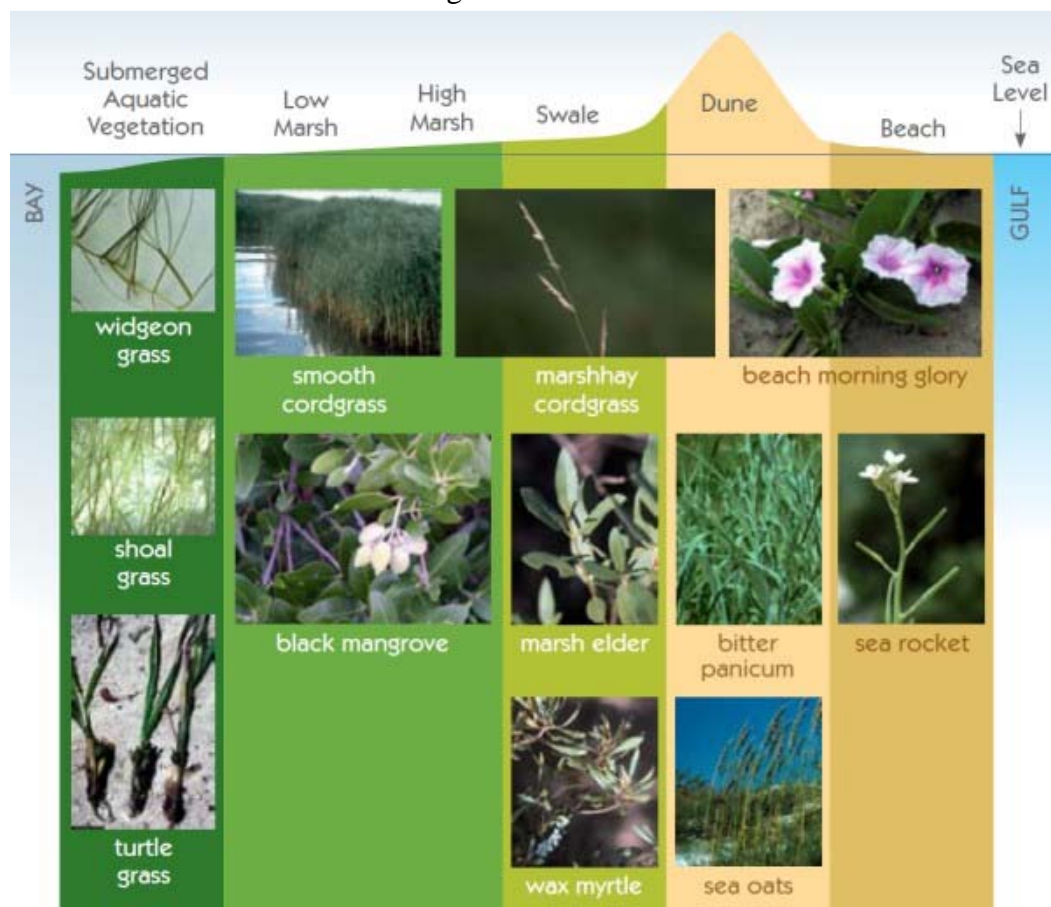 Submerged
Aquatic
Vegetation
Low
Marsh
High
Marsh
Swale
Dune
Beach
Sea
Level
BAY
GULF
widgeon
grass
smooth
cordgrass
marshhay
cordgrass
beach morning glory
shoal
grass
black mangrove
marsh elder
bitter
panicum
sea rocket
turtle
grass
wax myrtle
sea oats